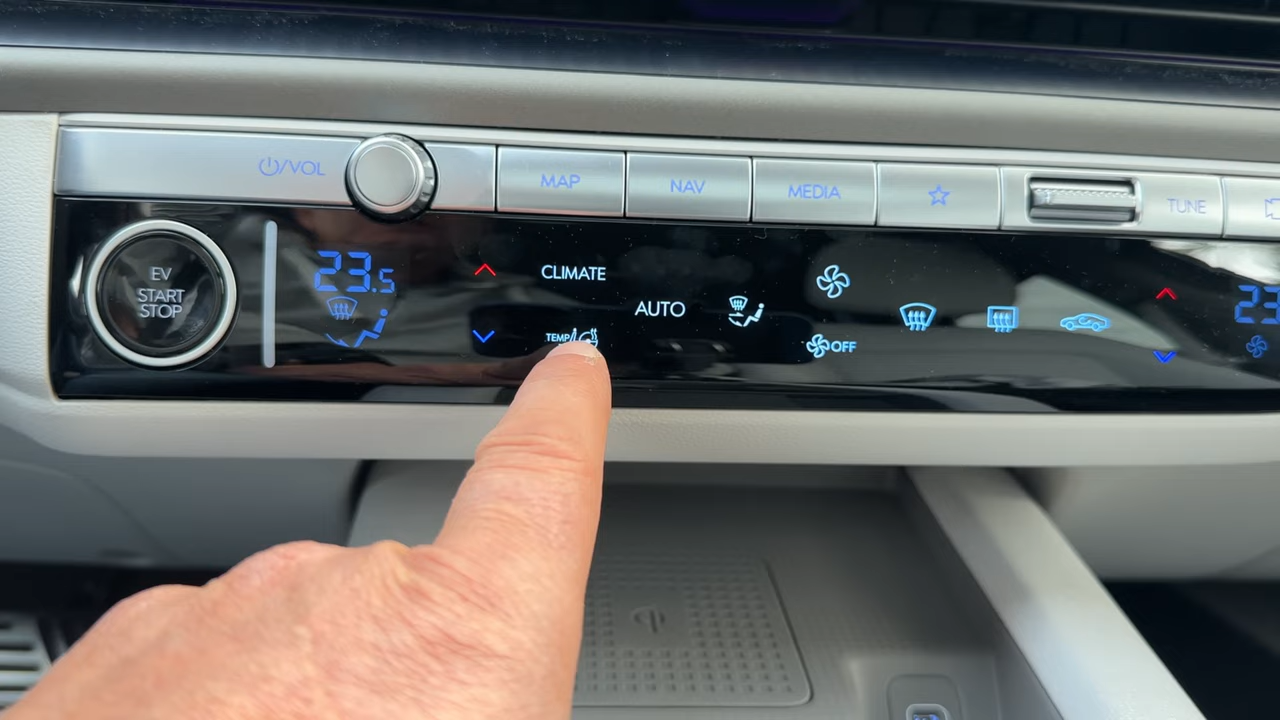 /VOL
MAP
NAV
MEDIA
TUNE
EV
START
STOP
23.5
CLIMATE
AUTO
TEMP/
OFF
23